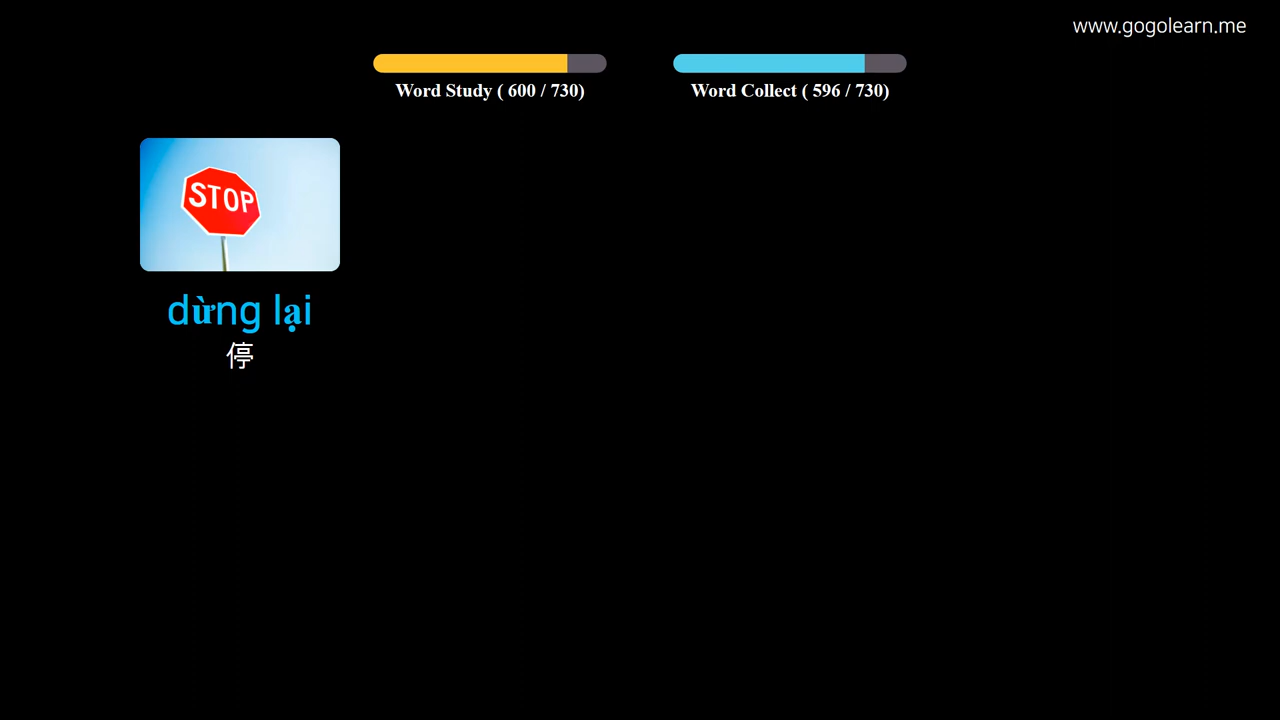 www.gogolearn.me
Word Study ( 600 / 730)
Word Collect ( 596 / 730)
STOP
dừng lại
停